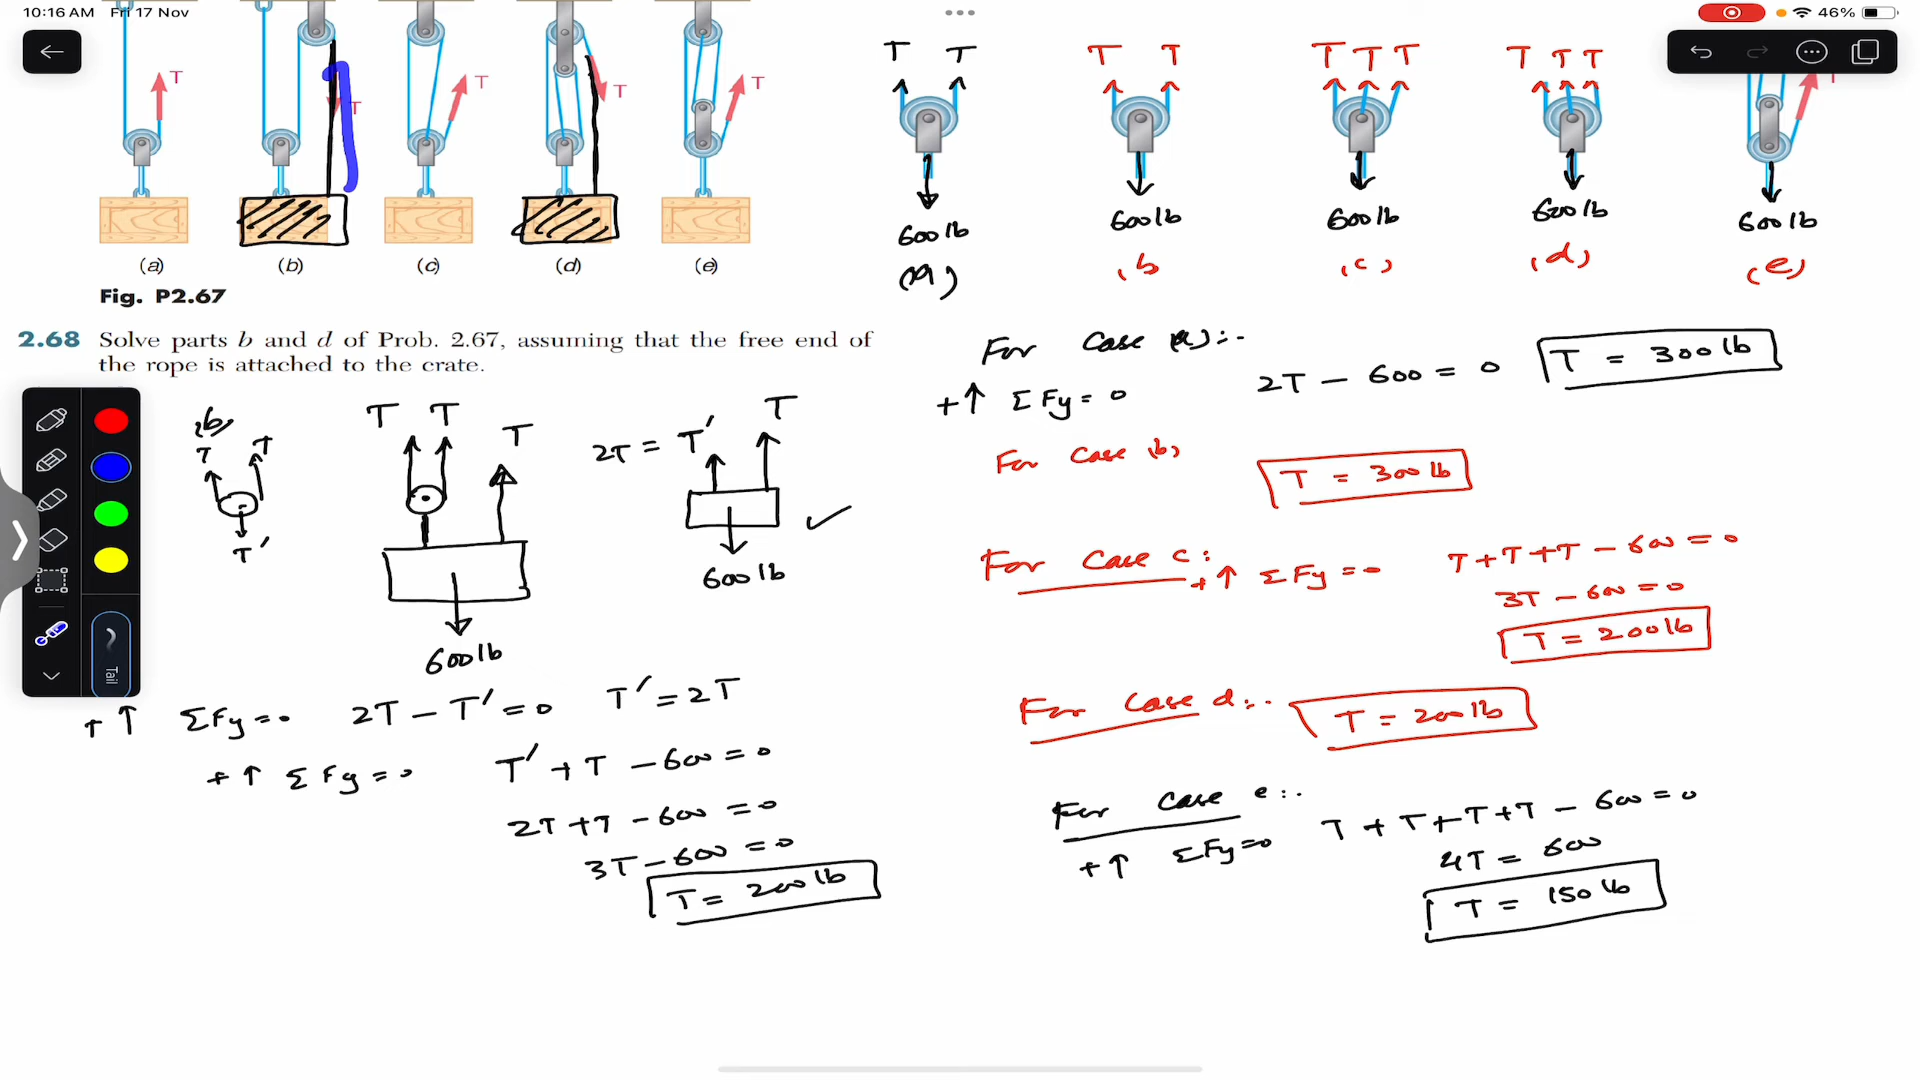 10:16 AM Fri 17 Nov
46%
T
T
T
T
T
(a)
(b)
(c)
(d)
(e)
Fig. P2.67
2.68 Solve parts b and d of Prob. 2.67, assuming that the free end of
the rope is attached to the crate.
T T
T T
T T T
T T T
T
600 lb
600 lb
600 lb
600 lb
600 lb
(a)
(b
(c)
(d)
(e)
For Case (a):-.
+↑ ΣFy = 0
2T - 600 = 0
T = 300 lb
For Case (b)
T = 300 lb
For Case c:
+↑ ΣFy = 0
T + T + T - 600 = 0
3T - 600 = 0
T = 200 lb
For Case d:-.
T = 200 lb
For Case e:-.
+↑ ΣFy = 0
T + T + T + T - 600 = 0
4T = 600
T = 150 lb
(b)
T T
T'
T T
T
600 lb
2T = T'
T
600 lb
+↑ ΣFy = 0 2T - T' = 0 T' = 2T
+↑ ΣFy = 0 T' + T - 600 = 0
2T + T - 600 = 0
3T - 600 = 0
T = 200 lb
Tail